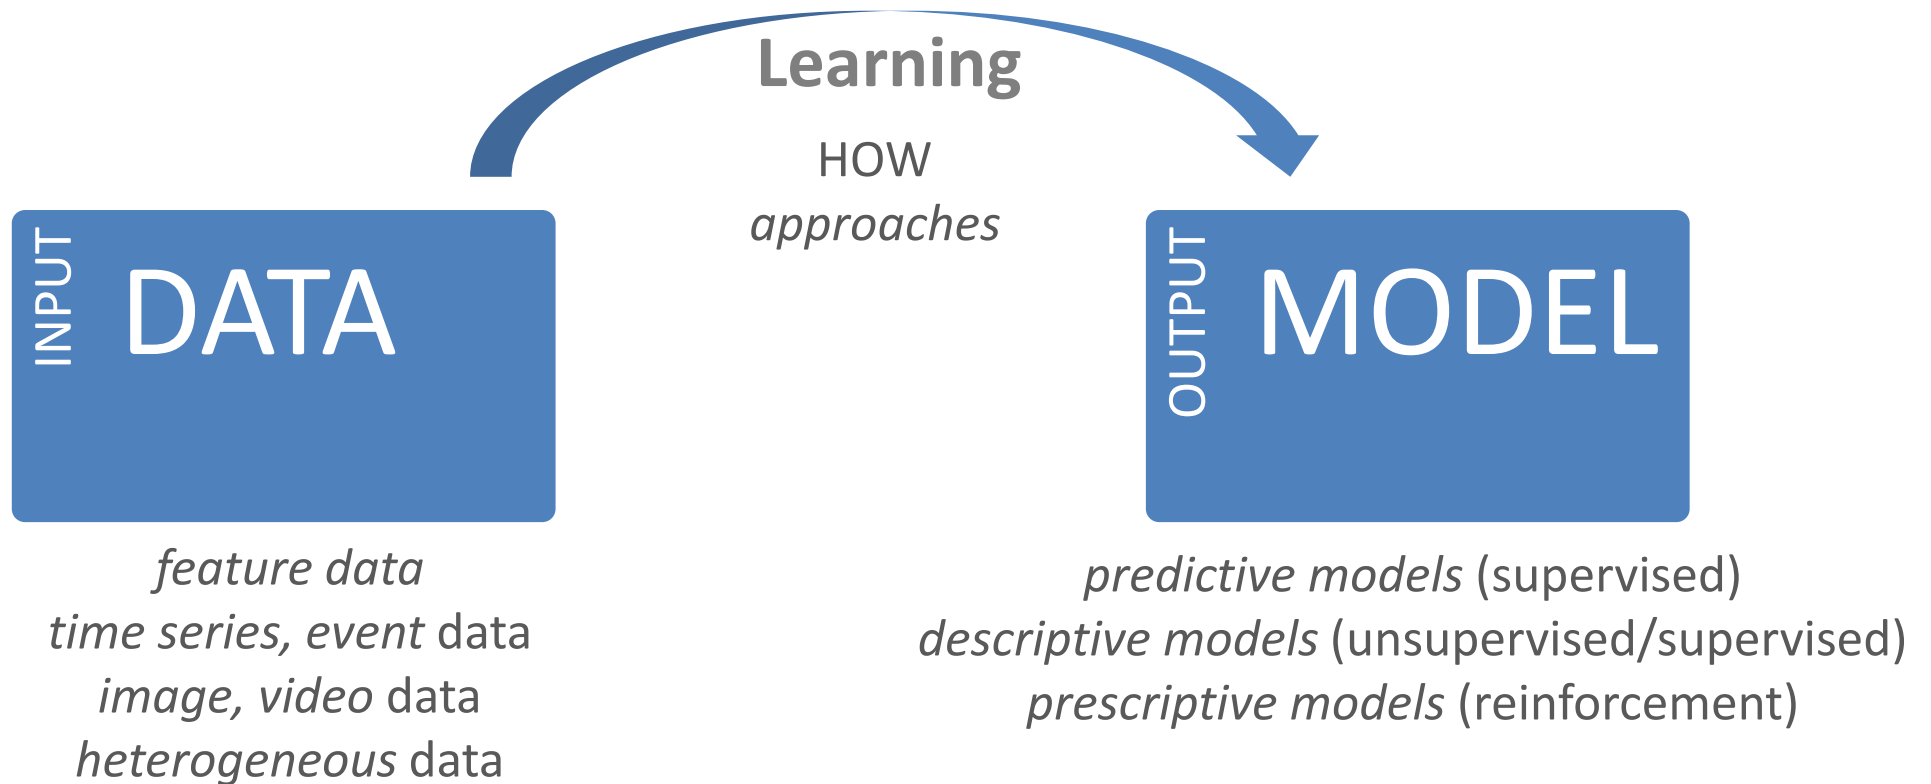 Learning
HOW
approaches
INPUT
DATA
OUTPUT
MODEL
feature data
time series, event data
image, video data
heterogeneous data
predictive models (supervised)
descriptive models (unsupervised/supervised)
prescriptive models (reinforcement)